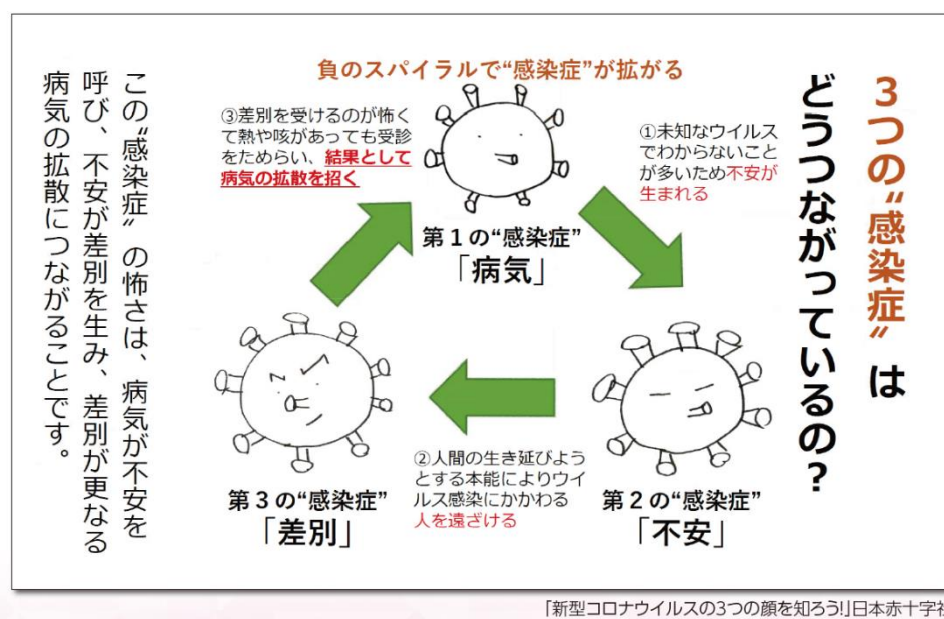 3つの〝感染症〟は
どうつながっているの?
負のスパイラルで“感染症”が拡がる
①未知なウイルス
でわからないこと
が多いため不安が
生まれる
第1の“感染症”
「病気」
第2の“感染症”
「不安」
②人間の生き延びよう
とする本能によりウイ
ルス感染にかかわる
人を遠ざける
第3の“感染症”
「差別」
③差別を受けるのが怖く
て熱や咳があっても受診
をためらい、結果として
病気の拡散を招く
この〝感染症〟の怖さは、病気が不安を
呼び、不安が差別を生み、差別が更なる
病気の拡散につながることです。
「新型コロナウイルスの3つの顔を知ろう!」日本赤十字社